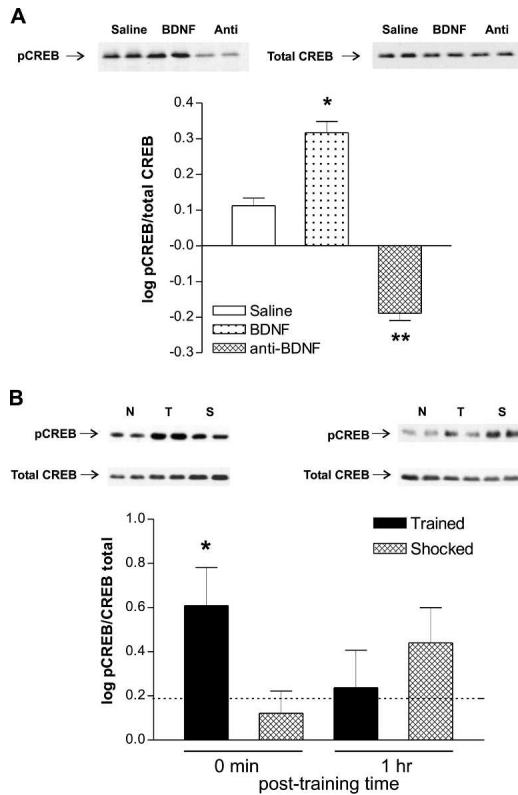 A
Saline BDNF Anti
pCREB
Saline BDNF Anti
Total CREB
log pCREB/total CREB
0.4
0.3
0.2
0.1
-0.0
-0.1
-0.2
-0.3
*
**
Saline
BDNF
anti-BDNF
B
N T S
pCREB
Total CREB
N T S
pCREB
Total CREB
log pCREB/CREB total
1.0
0.8
0.6
0.4
0.2
0.0
*
Trained
Shocked
0 min 1 hr
post-training time